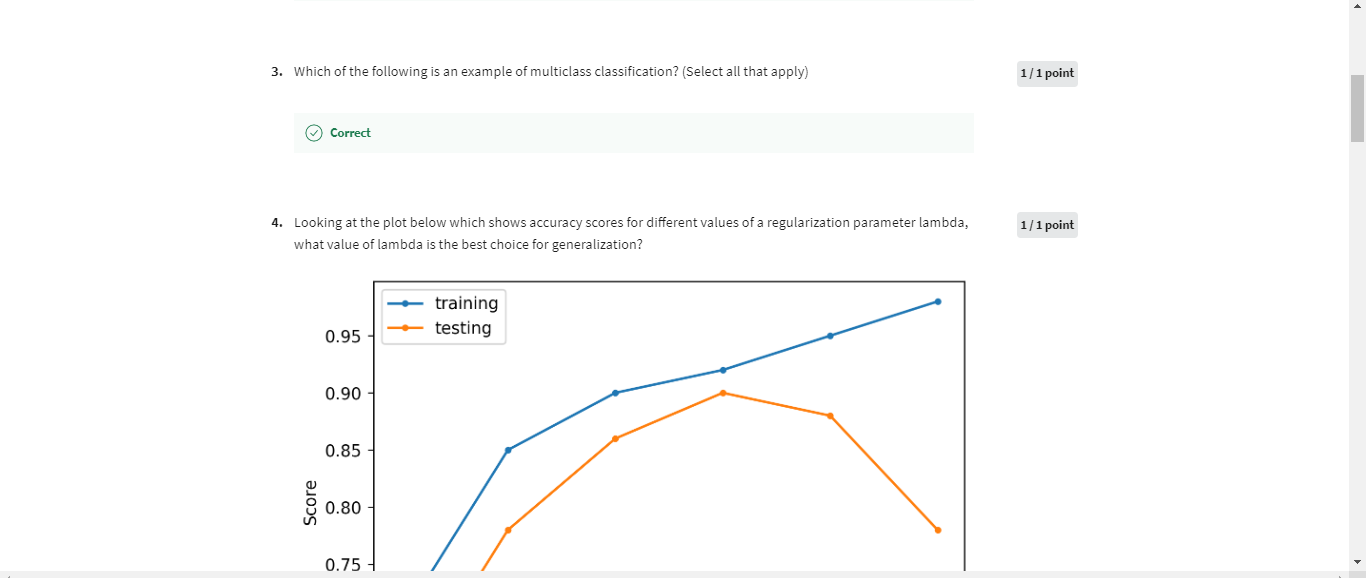 3. Which of the following is an example of multiclass classification? (Select all that apply)
1 / 1 point
Correct
4. Looking at the plot below which shows accuracy scores for different values of a regularization parameter lambda,
what value of lambda is the best choice for generalization?
1 / 1 point
training
testing
0.95
0.90
0.85
0.80
0.75
Score